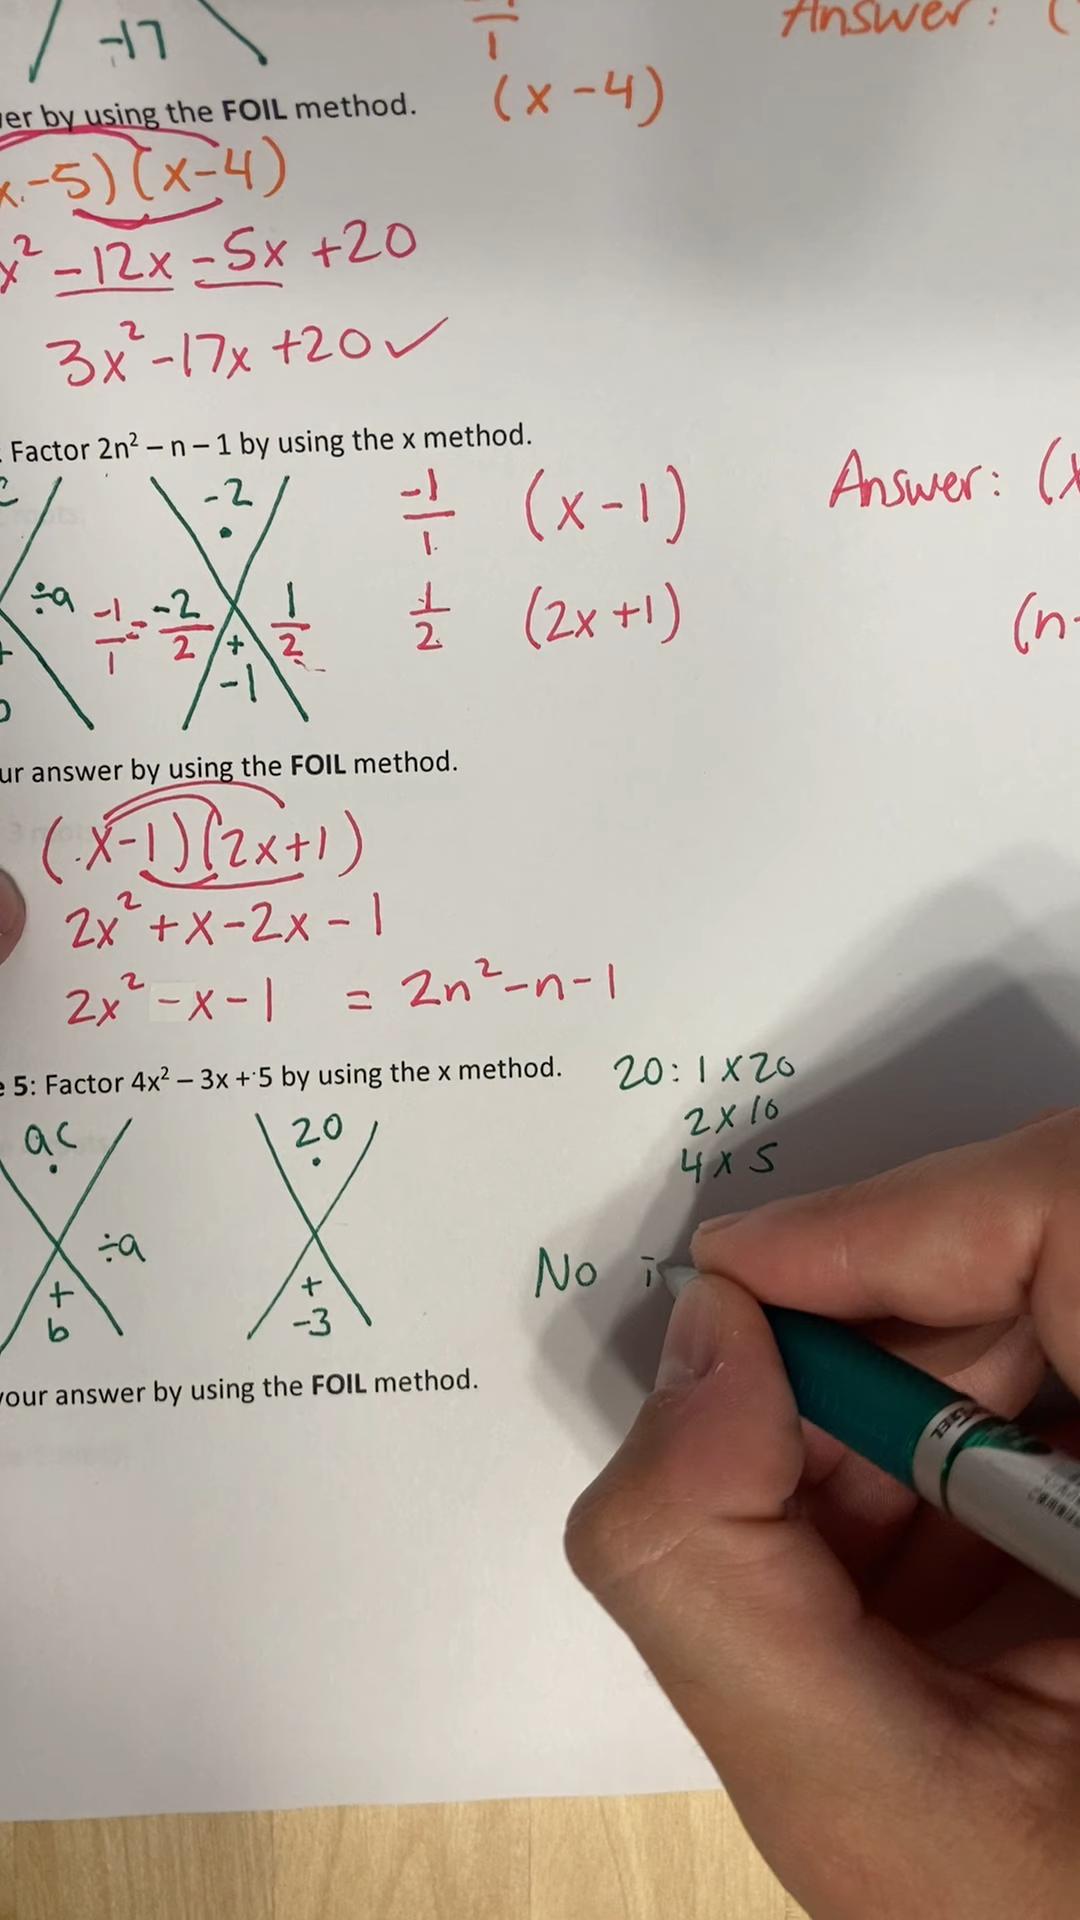 -17
1
Answer: (
er by using the FOIL method.
(x-4)
x-5)(x-4)
x² -12x -5x +20
3x² -17x +20 ✓
Factor 2n² – n – 1 by using the x method.
-2
-1/1 (x-1)
Answer: (x
÷a
-1/1 = -2/2
1/2
1/2 (2x+1)
(n-
+
-1
ur answer by using the FOIL method.
(x-1)(2x+1)
2x² +x-2x-1
2x² -x-1 = 2n²-n-1
5: Factor 4x² – 3x + 5 by using the x method.
20: 1x20
2x10
4x5
ac
÷a
+
b
20
+
-3
No
your answer by using the FOIL method.